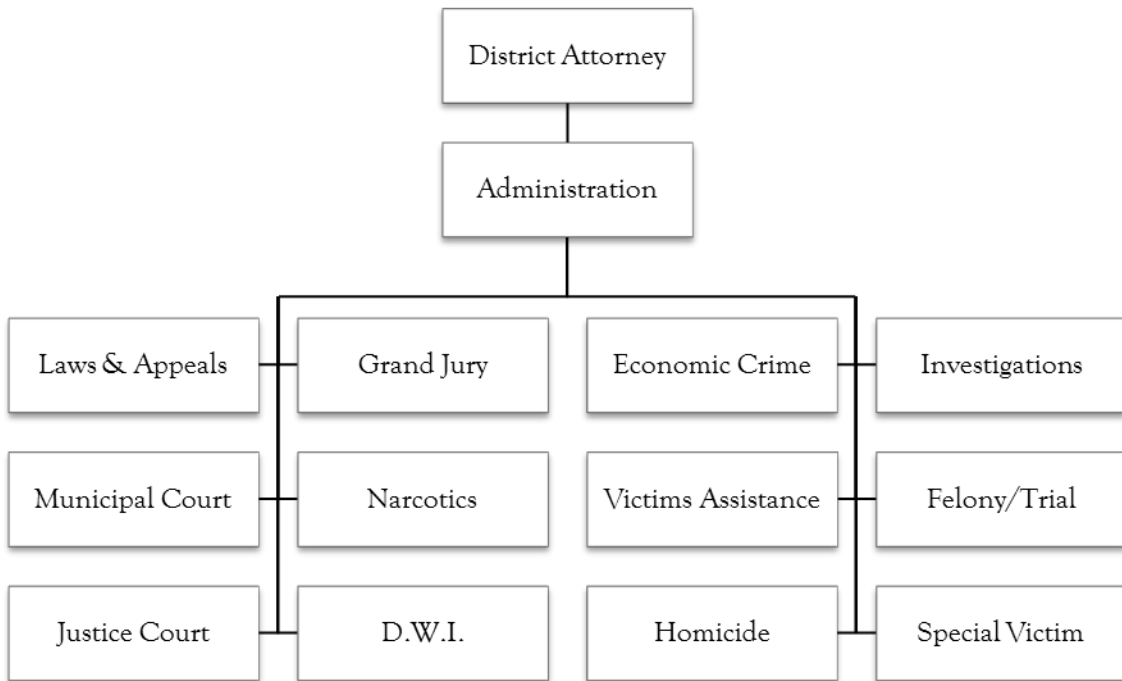 District Attorney
Administration
Laws & Appeals
Grand Jury
Economic Crime
Investigations
Municipal Court
Narcotics
Victims Assistance
Felony/Trial
Justice Court
D.W.I.
Homicide
Special Victim